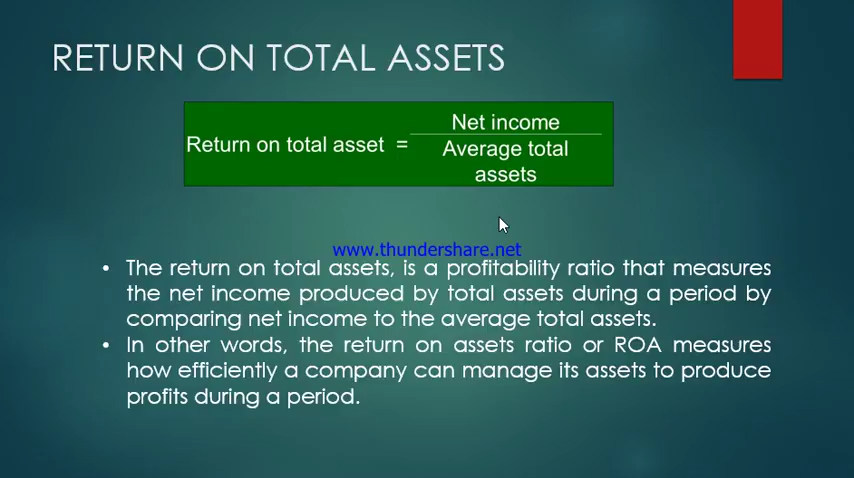 RETURN ON TOTAL ASSETS
Return on total asset = Net income
Average total
assets
www.thundershare.net
• The return on total assets, is a profitability ratio that measures
the net income produced by total assets during a period by
comparing net income to the average total assets.
• In other words, the return on assets ratio or ROA measures
how efficiently a company can manage its assets to produce
profits during a period.